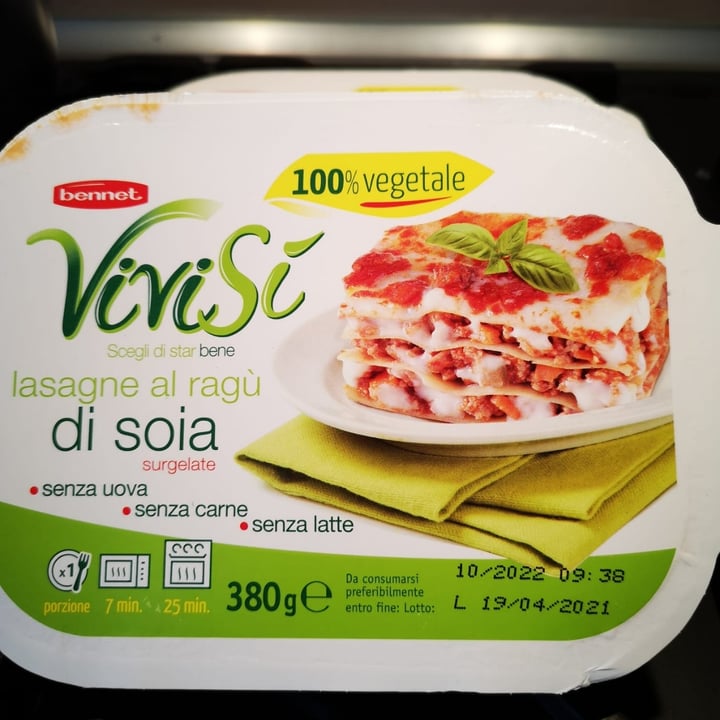 bennet
100% vegetale
ViviSì
Scegli di star bene
lasagne al ragù
di soia
surgelate
• senza uova
• senza carne
• senza latte
x1
porzione
7 min.
25 min.
380g e
Da consumarsi
preferibilmente
entro fine: Lotto:
10/2022 09:38
L 19/04/2021